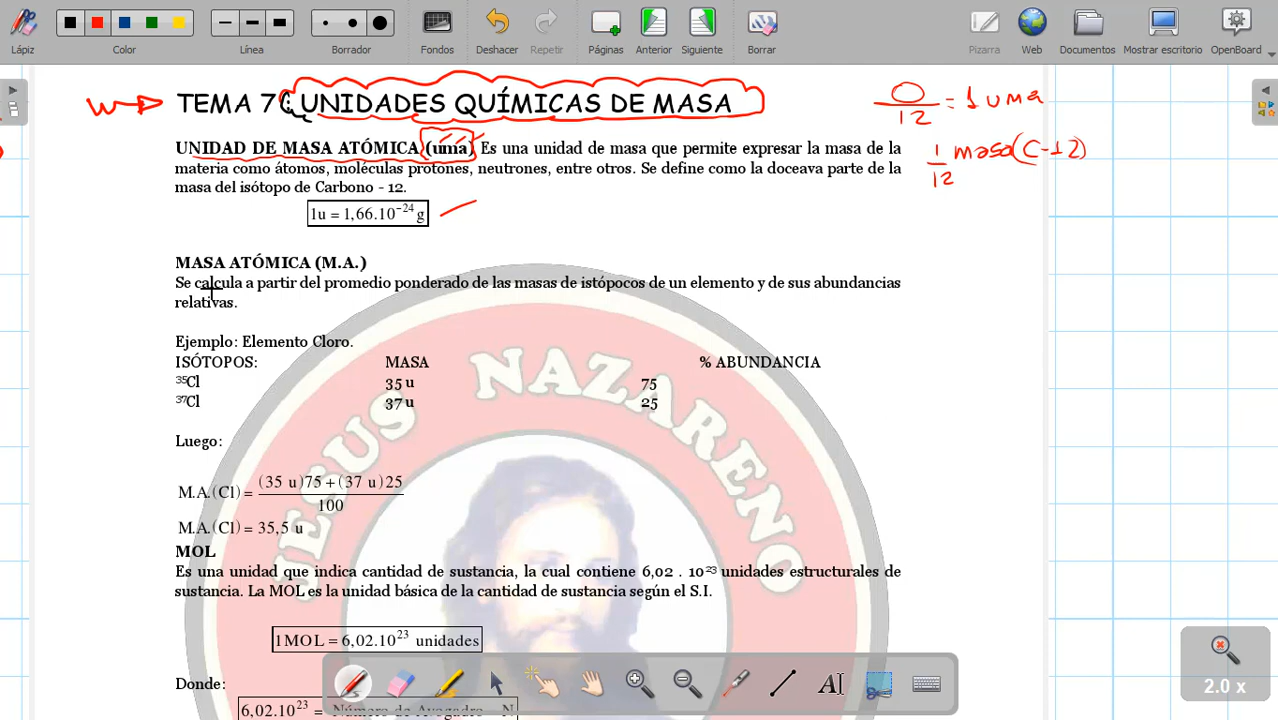 Lápiz Color Línea Borrador Fondos Deshacer Repetir Páginas Anterior Siguiente Borrar Pizarra Web Documentos Mostrar escritorio OpenBoard
TEMA 7 UNIDADES QUÍMICAS DE MASA
UNIDAD DE MASA ATÓMICA (uma) Es una unidad de masa que permite expresar la masa de la
materia como átomos, moléculas protones, neutrones, entre otros. Se define como la doceava parte de
masa del isótopo de Carbono - 12.
1u = 1,66.10⁻²⁴ g
/12 = 1 uma
1/12 masa(C-12)
MASA ATÓMICA (M.A.)
Se calcula a partir del promedio ponderado de las masas de istópocos de un elemento y de sus abundancias
relativas.
Ejemplo: Elemento Cloro.
ISÓTOPOS: MASA % ABUNDANCIA
³⁵Cl 35 u 75
³⁷Cl 37 u 25
Luego:
M.A.(Cl) = (35 u)75 + (37 u)25
100
M.A.(Cl) = 35,5 u
MOL
Es una unidad que indica cantidad de sustancia, la cual contiene 6,02 . 10²³ unidades estructurales de
sustancia. La MOL es la unidad básica de la cantidad de sustancia según el S.I.
1MOL = 6,02.10²³ unidades
Donde:
6,02.10²³ = Número de Avogadro N
JESUS NAZARENO
2.0 x